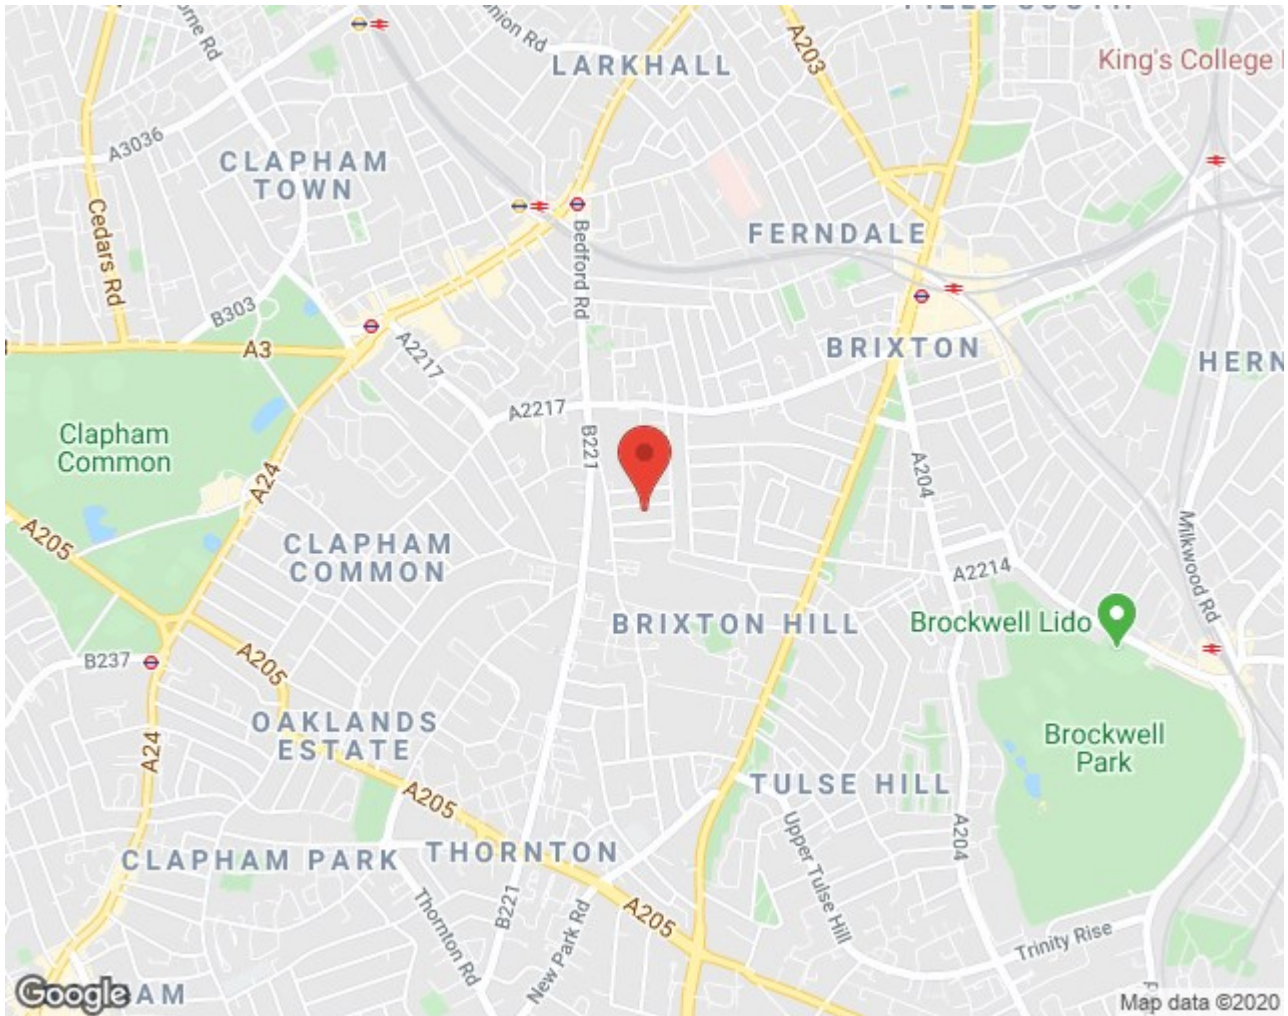 Union Rd
LARKHALL
A203
King's College
A3036
CLAPHAM
TOWN
Cedars Rd
Bedford Rd
FERNDALE
B303
A3
A2217
BRIXTON
HERN
A2217
Clapham
Common
B221
A24
A204
A205
CLAPHAM
COMMON
Milkwood Rd
A2214
BRIXTON HILL
Brockwell Lido
B237
A205
OAKLANDS
ESTATE
A24
Brockwell
Park
TULSE HILL
A205
A204
Upper Tulse Hill
CLAPHAM PARK
THORNTON
Thornton Rd
B221
New Park Rd
A205
Trinity Rise
Google
AM
Map data ©2020